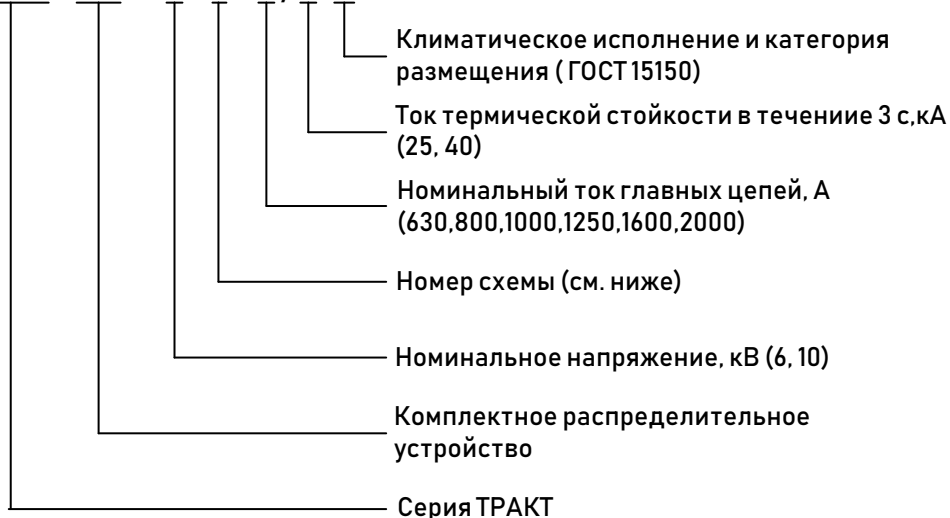 Климатическое исполнение и категория
размещения ( ГОСТ 15150)
Ток термической стойкости в течениие 3 с,кА
(25, 40)
Номинальный ток главных цепей, А
(630,800,1000,1250,1600,2000)
Номер схемы (см. ниже)
Номинальное напряжение, кВ (6, 10)
Комплектное распределительное
устройство
Серия ТРАКТ